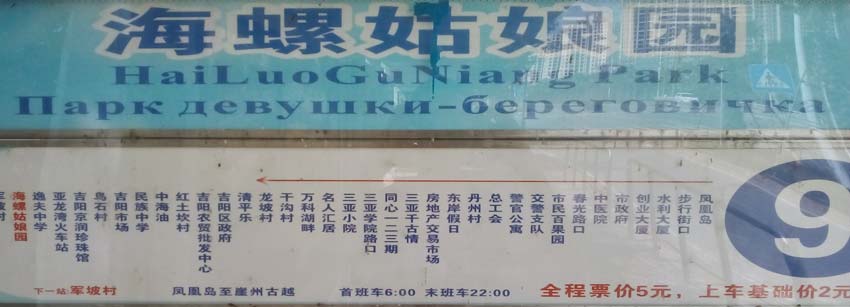 海螺姑娘园
HaiLuoGuNiang Park
Парк девушки-береговичка
9
凤凰岛
步行街口
水利大厦
创业大厦
市政府
中医院
春光路口
市民百果园
交警支队
警官公寓
总工会
丹州村
东岸假日
房地产交易市场
三亚千古情
同心一二三期
三亚学院路口
三亚小院
名人汇居
万科湖畔
干沟村
龙坡村
清平乐
吉阳区政府
吉阳农贸批发中心
红土坎村
中海油
民族中学
吉阳市场
鸟石村
吉阳京润珍珠馆
亚龙湾火车站
逸夫中学
海螺姑娘园
军坡村
下一站:军坡村
凤凰岛至崖州古越
首班车6:00 末班车22:00
全程票价5元，上车基础价2元